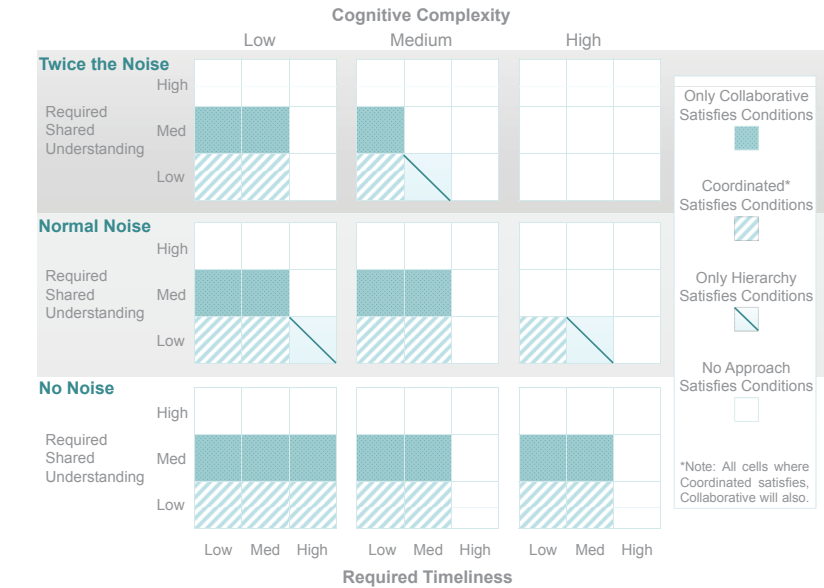 Cognitive Complexity
Low Medium High
Twice the Noise
High
Required
Shared
Understanding
Med
Low
Normal Noise
High
Required
Shared
Understanding
Med
Low
No Noise
High
Required
Shared
Understanding
Med
Low
Low Med High Low Med High Low Med High
Required Timeliness
Only Collaborative
Satisfies Conditions
Coordinated*
Satisfies Conditions
Only Hierarchy
Satisfies Conditions
No Approach
Satisfies Conditions
*Note: All cells where
Coordinated satisfies,
Collaborative will also.